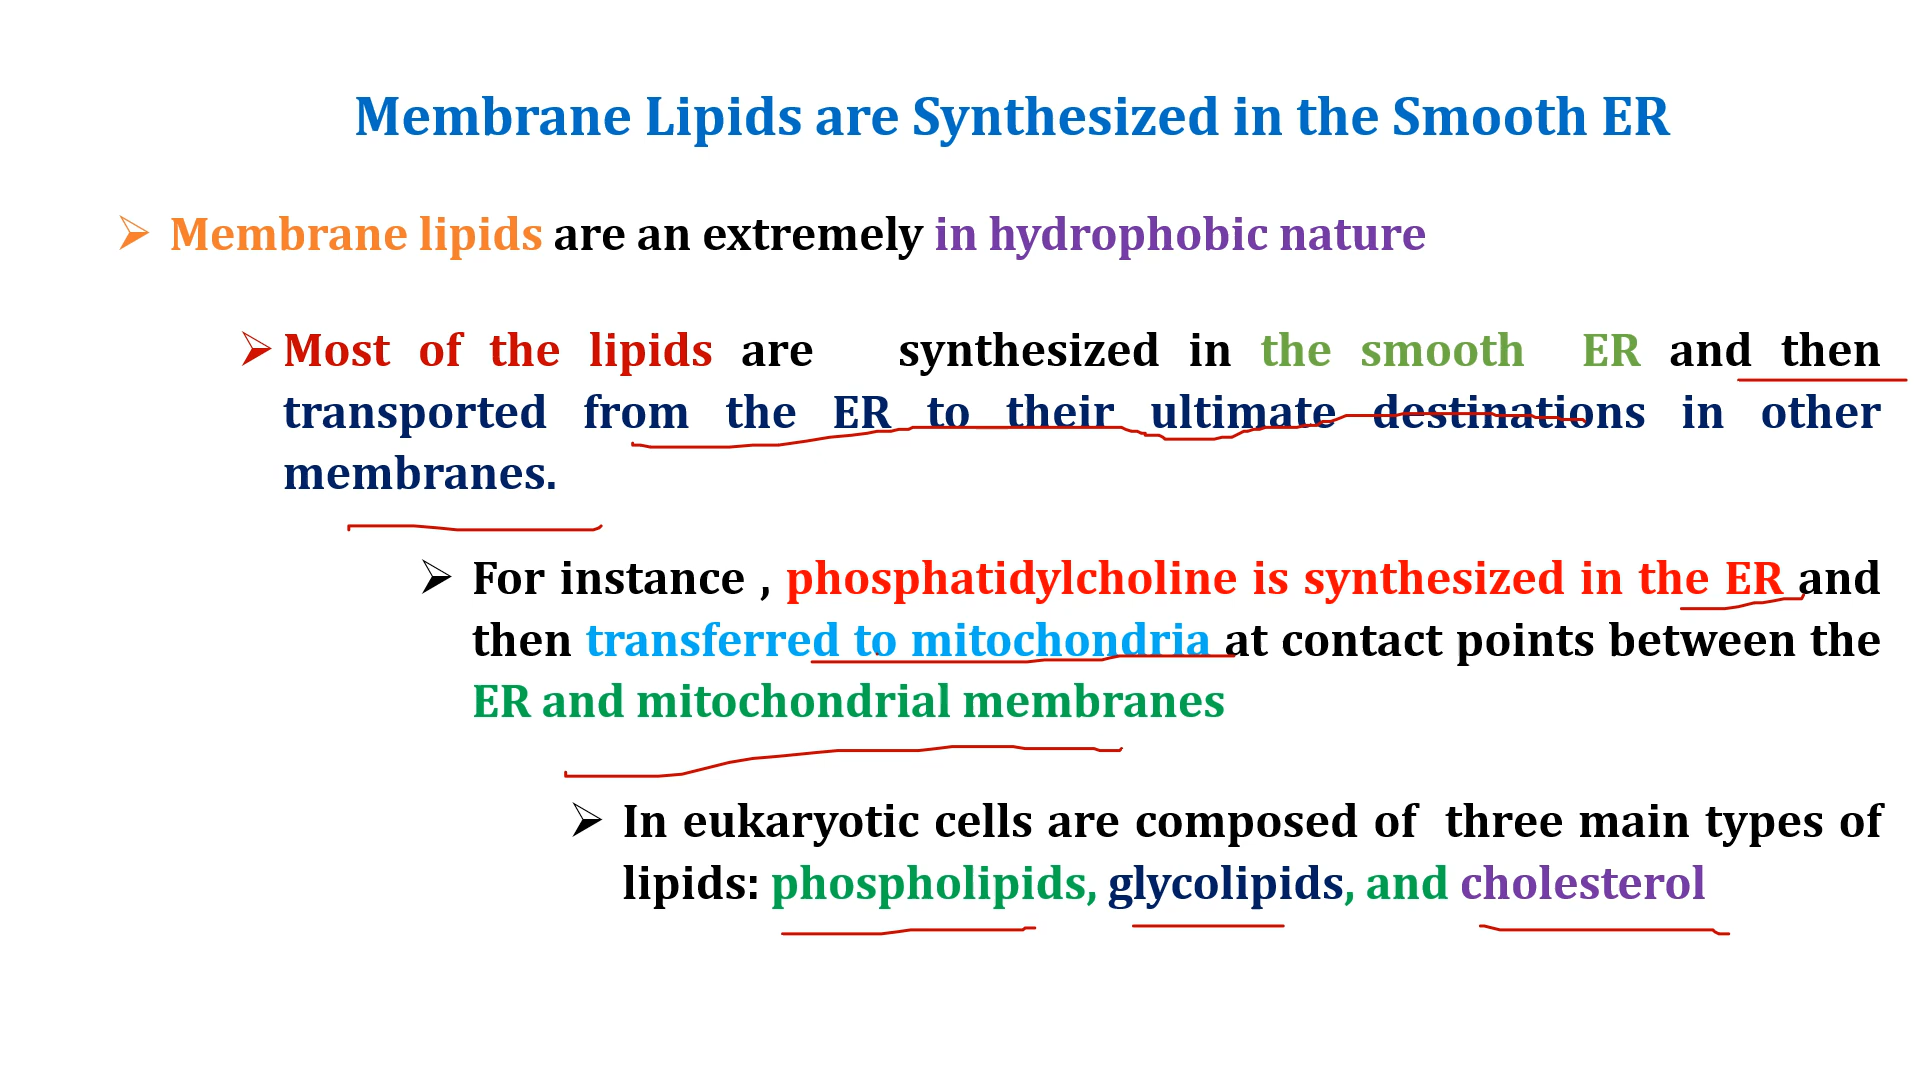 Membrane Lipids are Synthesized in the Smooth ER
Membrane lipids are an extremely in hydrophobic nature
Most of the lipids are synthesized in the smooth ER and then
transported from the ER to their ultimate destinations in other
membranes.
For instance , phosphatidylcholine is synthesized in the ER and
then transferred to mitochondria at contact points between the
ER and mitochondrial membranes
In eukaryotic cells are composed of three main types of
lipids: phospholipids, glycolipids, and cholesterol